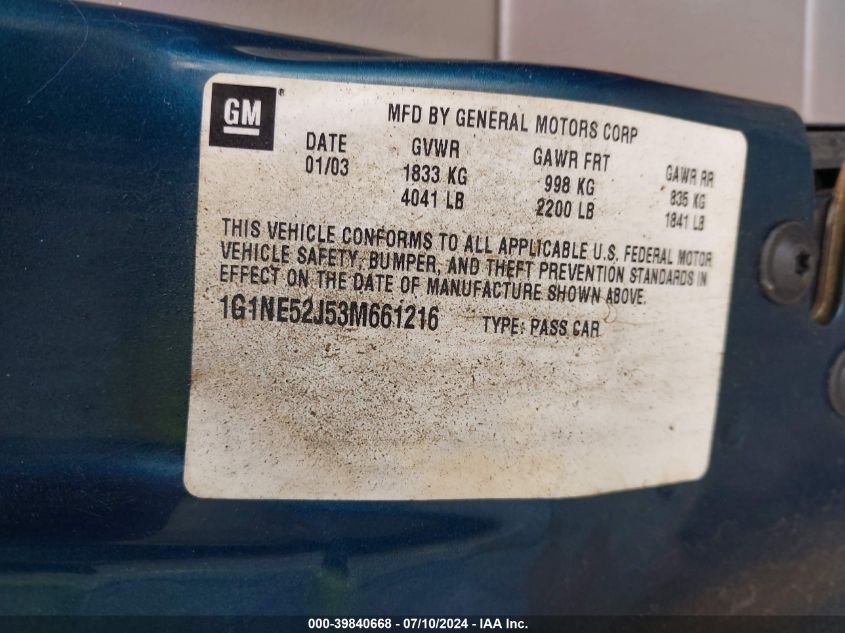 GM ®
MFD BY GENERAL MOTORS CORP
DATE GVWR GAWR FRT GAWR RR
01/03 1833 KG 998 KG 835 KG
4041 LB 2200 LB 1841 LB
THIS VEHICLE CONFORMS TO ALL APPLICABLE U.S. FEDERAL MOTOR
VEHICLE SAFETY, BUMPER, AND THEFT PREVENTION STANDARDS IN
EFFECT ON THE DATE OF MANUFACTURE SHOWN ABOVE.
1G1NE52J53M661216 TYPE: PASS CAR
000-39840668 - 07/10/2024 - IAA Inc.